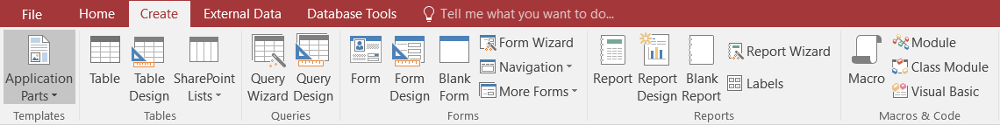 File Home Create External Data Database Tools Tell me what you want to do...
Application Parts
Table
Table Design
SharePoint Lists
Query Wizard
Query Design
Form
Form Design
Blank Form
Form Wizard
Navigation
More Forms
Report
Report Design
Blank Report
Report Wizard
Labels
Macro
Module
Class Module
Visual Basic
Templates Tables Queries Forms Reports Macros & Code